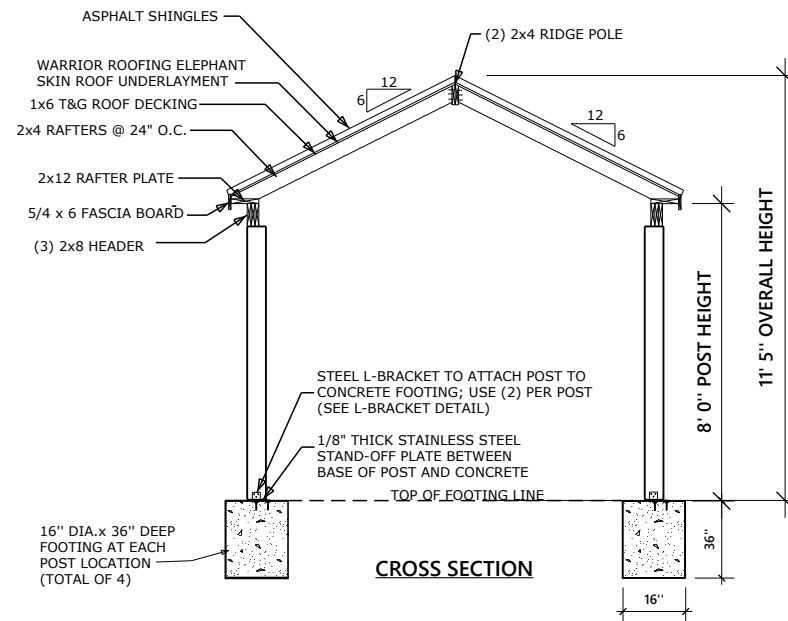 ASPHALT SHINGLES
(2) 2x4 RIDGE POLE
WARRIOR ROOFING ELEPHANT
SKIN ROOF UNDERLAYMENT
1x6 T&G ROOF DECKING
2x4 RAFTERS @ 24" O.C.
12
6
12
6
2x12 RAFTER PLATE
5/4 x 6 FASCIA BOARD
(3) 2x8 HEADER
8' 0'' POST HEIGHT
11' 5'' OVERALL HEIGHT
STEEL L-BRACKET TO ATTACH POST TO
CONCRETE FOOTING; USE (2) PER POST
(SEE L-BRACKET DETAIL)
1/8" THICK STAINLESS STEEL
STAND-OFF PLATE BETWEEN
BASE OF POST AND CONCRETE
TOP OF FOOTING LINE
16'' DIA.x 36'' DEEP
FOOTING AT EACH
POST LOCATION
(TOTAL OF 4)
36''
CROSS SECTION
16''